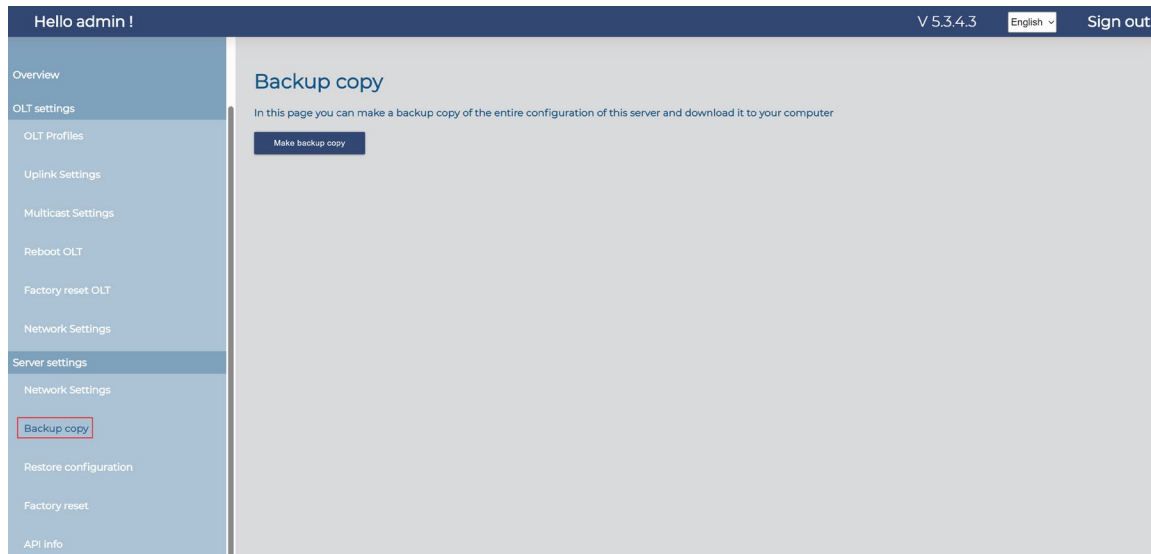 Hello admin !
V 5.3.4.3
English
Sign out
Overview
OLT settings
OLT Profiles
Uplink Settings
Multicast Settings
Reboot OLT
Factory reset OLT
Network Settings
Server settings
Network Settings
Backup copy
Restore configuration
Factory reset
API info
Backup copy
In this page you can make a backup copy of the entire configuration of this server and download it to your computer
Make backup copy